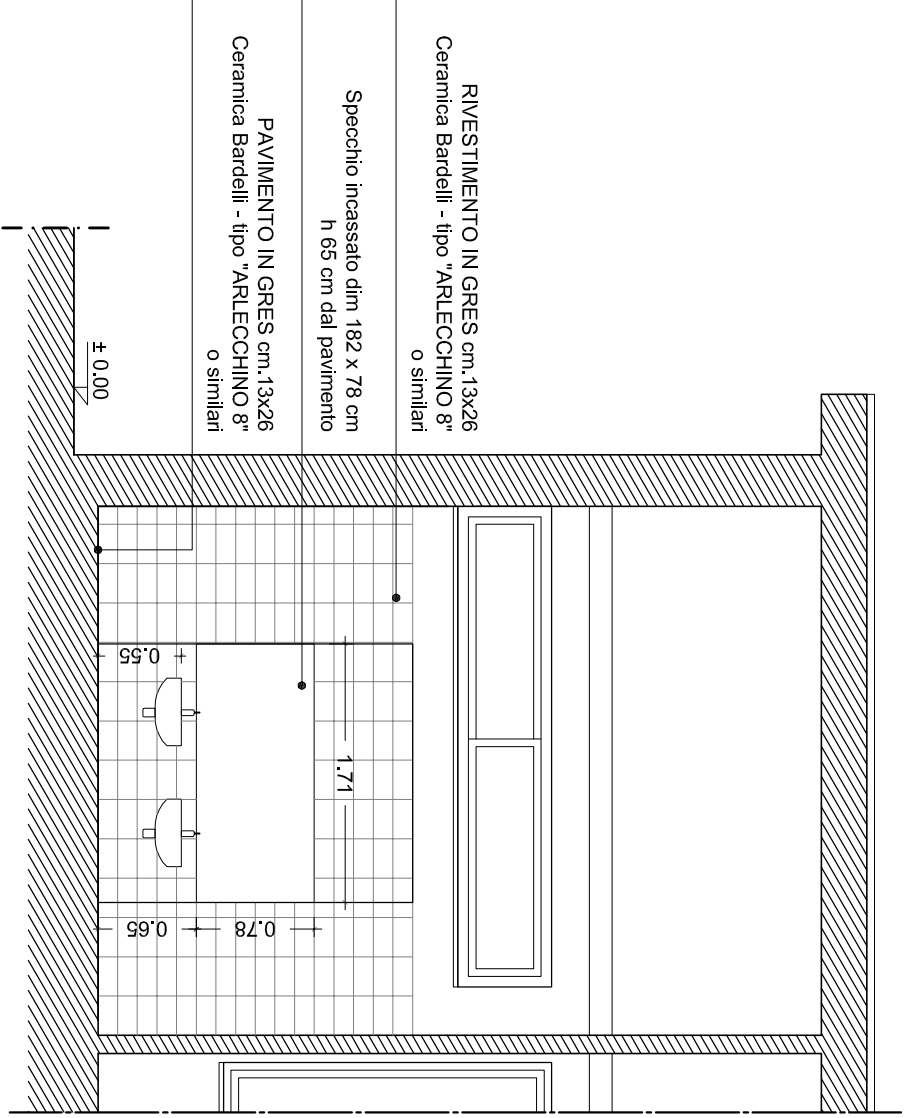 RIVESTIMENTO IN GRES cm.13x26
Ceramica Bardelli - tipo "ARLECCHINO 8"
o similari
Specchio incassato dim 182 x 78 cm
h 65 cm dal pavimento
PAVIMENTO IN GRES cm.13x26
Ceramica Bardelli - tipo "ARLECCHINO 8"
o similari
± 0.00
1.71
0.55
0.78
0.65